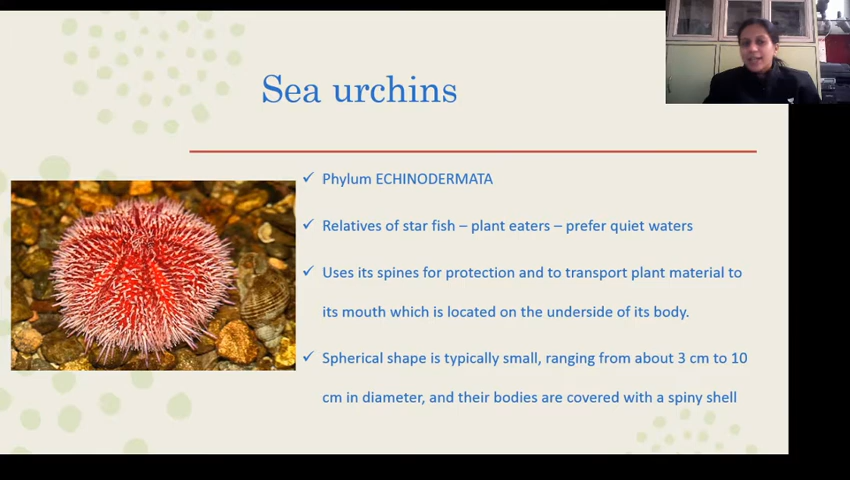 Sea urchins
✓ Phylum ECHINODERMATA
✓ Relatives of star fish – plant eaters – prefer quiet waters
✓ Uses its spines for protection and to transport plant material to
its mouth which is located on the underside of its body.
✓ Spherical shape is typically small, ranging from about 3 cm to 10
cm in diameter, and their bodies are covered with a spiny shell